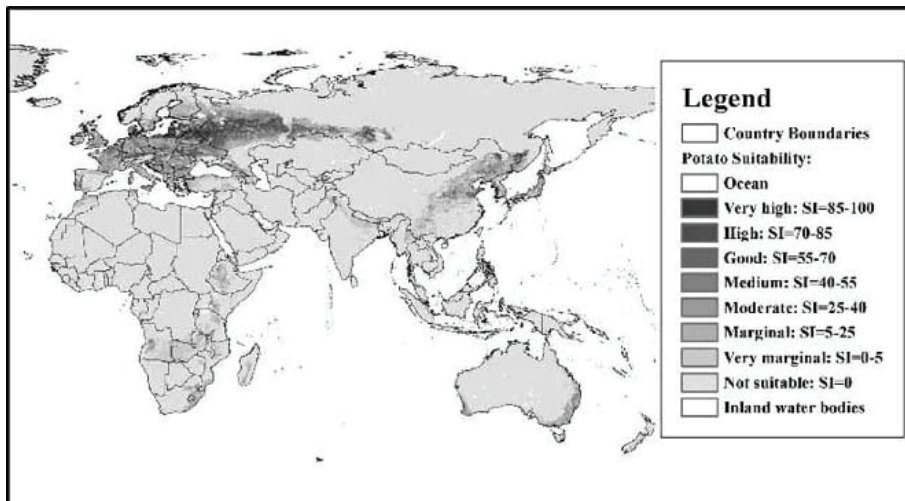 Legend
Country Boundaries
Potato Suitability:
Ocean
Very high: SI=85-100
High: SI=70-85
Good: SI=55-70
Medium: SI=40-55
Moderate: SI=25-40
Marginal: SI=5-25
Very marginal: SI=0-5
Not suitable: SI=0
Inland water bodies